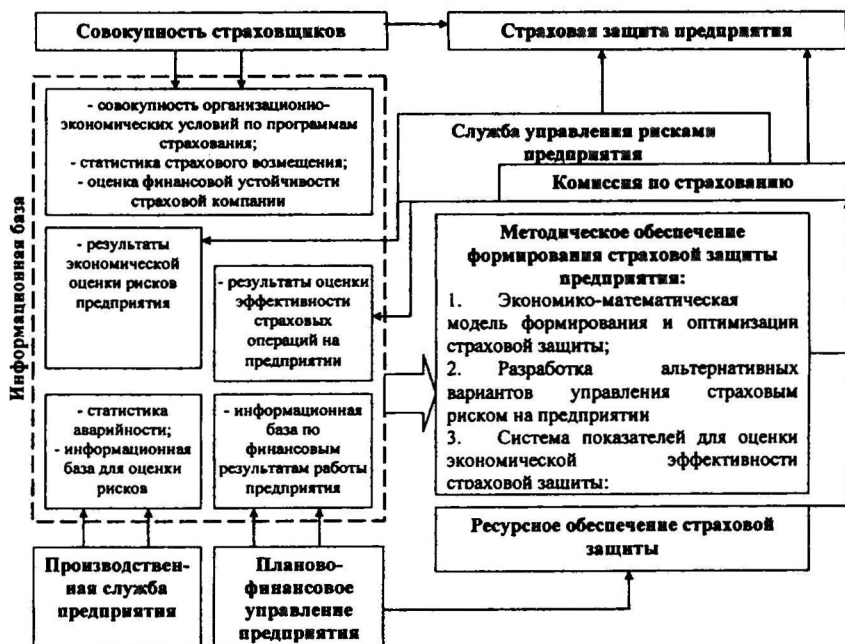 Совокупность страховщиков
Страховая защита предприятия
- совокупность организационно-
экономических условий по программам
страхования;
- статистика страхового возмещения;
- оценка финансовой устойчивости
страховой компании
Служба управления рисками
предприятия
Комиссия по страхованию
Информационная база
- результаты
экономической
оценки рисков
предприятия
- результаты оценки
эффективности
страховых
операций на
предприятии
Методическое обеспечение
формирования страховой защиты
предприятия:
1. Экономико-математическая
модель формирования и оптимизации
страховой защиты;
2. Разработка альтернативных
вариантов управления страховым
риском на предприятии
3. Система показателей для оценки
экономической эффективности
страховой защиты:
- статистика
аварийности;
- информационная
база для оценки
рисков
- информационная
база по
финансовым
результатам работы
предприятия
Ресурсное обеспечение страховой
защиты
Производствен-
ная служба
предприятия
Планово-
финансовое
управление
предприятия